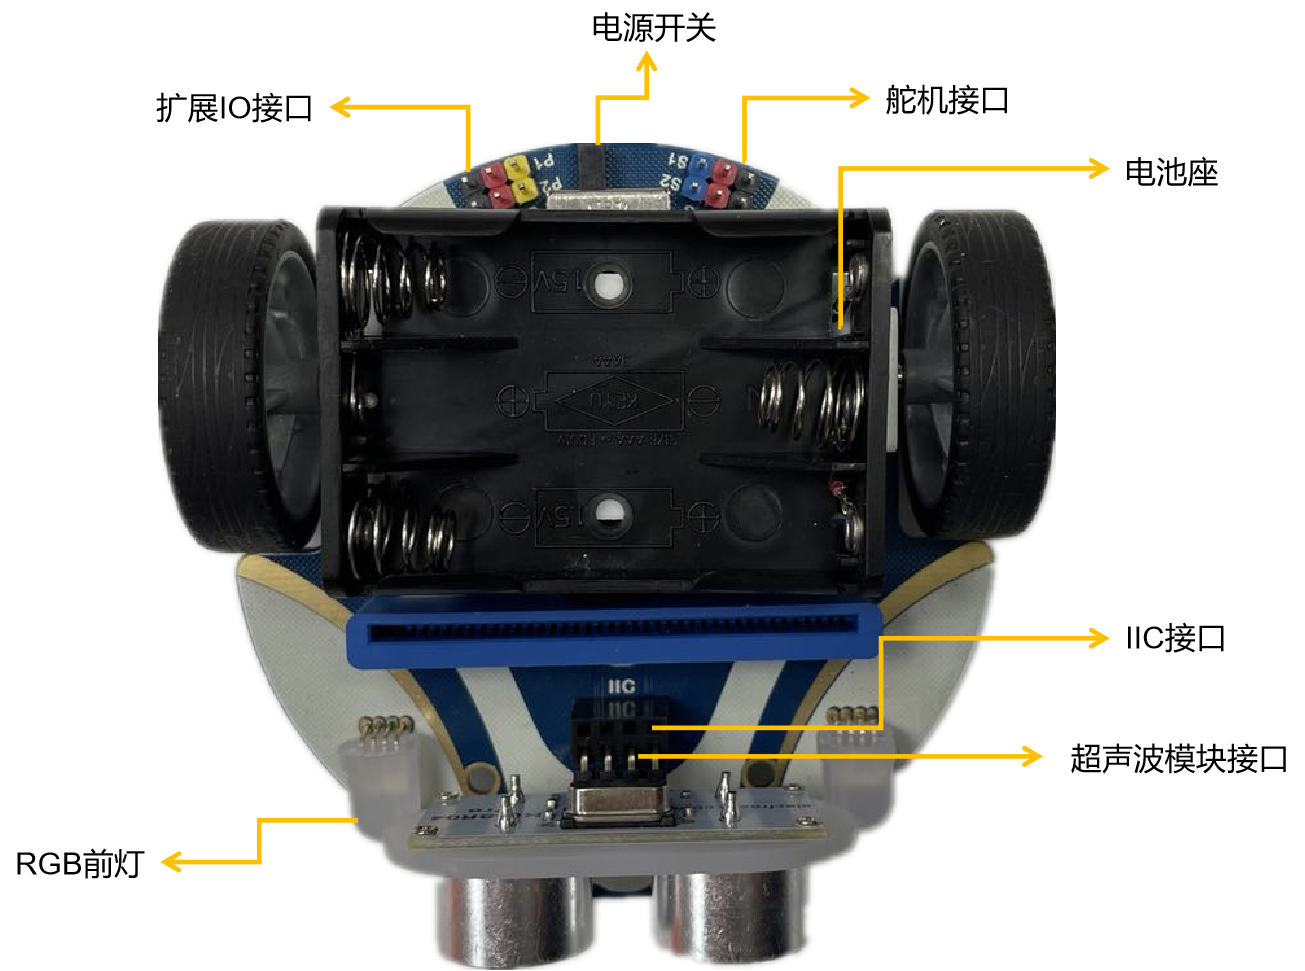 电源开关
扩展IO接口
舵机接口
电池座
P1
P2
S1
S2
1.5V
KEYU
1.5V
IIC接口
IIC
IIC
超声波模块接口
RGB前灯